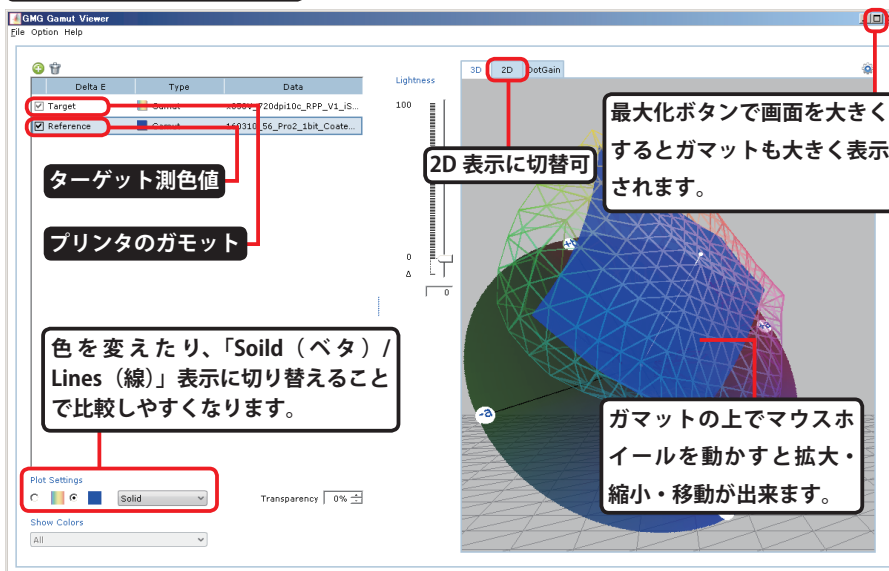 GMG Gamut Viewer
File Option Help
Delta E Type Data
Target Gamut x858V_720dpi10c_RPP_V1_iS...
Reference Gamut 160310_56_Pro2_1bit_Coate...
ターゲット測色値
プリンタのガモット
Lightness
100
0
Δ
0
3D 2D DotGain
2D 表示に切替可
最大化ボタンで画面を大きく
するとガマットも大きく表示
されます。
色を変えたり、「Soild（ベタ）/
Lines（線）」表示に切り替えること
で比較しやすくなります。
-a
ガマットの上でマウスホ
イールを動かすと拡大・
縮小・移動が出来ます。
Plot Settings
Solid
Transparency 0%
Show Colors
All